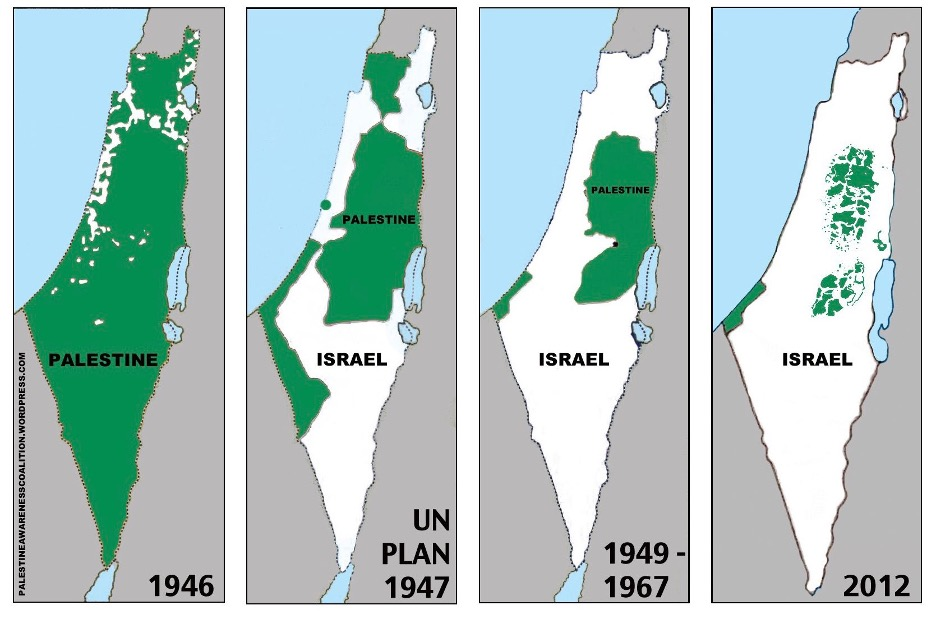 PALESTINEAWARENESSCOALITION.WORDPRESS.COM
PALESTINE
1946
PALESTINE
ISRAEL
UN
PLAN
1947
PALESTINE
ISRAEL
1949 -
1967
ISRAEL
2012